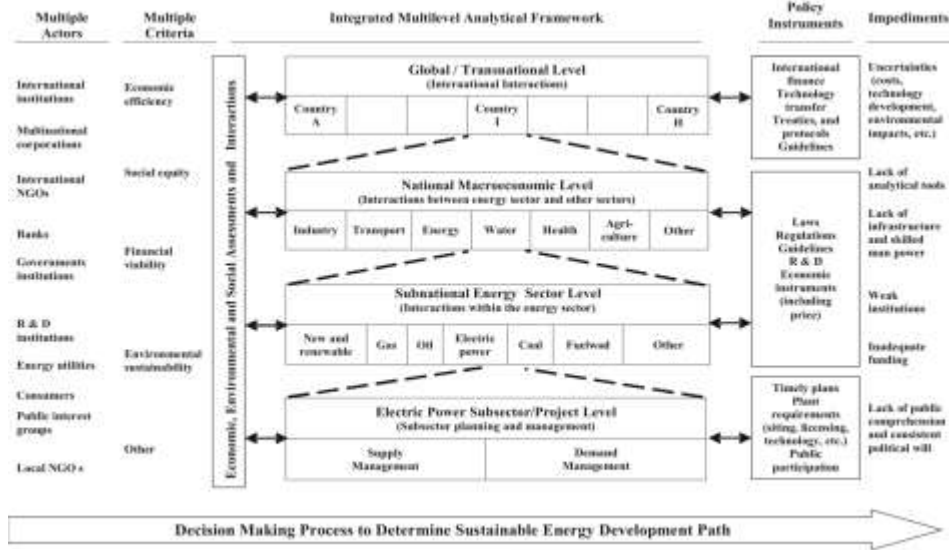 Multiple
Actors
International
institutions
Multinational
corporations
International
NGOs
Banks
Governments
institutions
R & D
institutions
Energy utilities
Consumers
Public interest
groups
Local NGO s
Multiple
Criteria
Economic
efficiency
Social equity
Financial
viability
Environmental
sustainability
Other
Integrated Multilevel Analytical Framework
Economic, Environmental and Social Assessments and Interactions
Global / Transnational Level
(International Interactions)
Country
A
Country
I
Country
H
National Macroeconomic Level
(Interactions between energy sector and other sectors)
Industry
Transport
Energy
Water
Health
Agri-
culture
Other
Subnational Energy Sector Level
(Interactions within the energy sector)
New and
renewable
Gas
Oil
Electric
power
Coal
Fuelwod
Other
Electric Power Subsector/Project Level
(Subsector planning and management)
Supply
Management
Demand
Management
Policy
Instruments
International
finance
Technology
transfer
Treaties, and
protocols
Guidelines
Laws
Regulations
Guidelines
R & D
Economic
instruments
(including
price)
Timely plans
Plant
requirements
(siting, licensing,
technology, etc.)
Public
participation
Impediments
Uncertainties
(costs,
technology
development,
environmental
impacts, etc.)
Lack of
analytical tools
Lack of
infrastructure
and skilled
man power
Weak
institutions
Inadequate
funding
Lack of public
comprehension
and consistent
political will
Decision Making Process to Determine Sustainable Energy Development Path